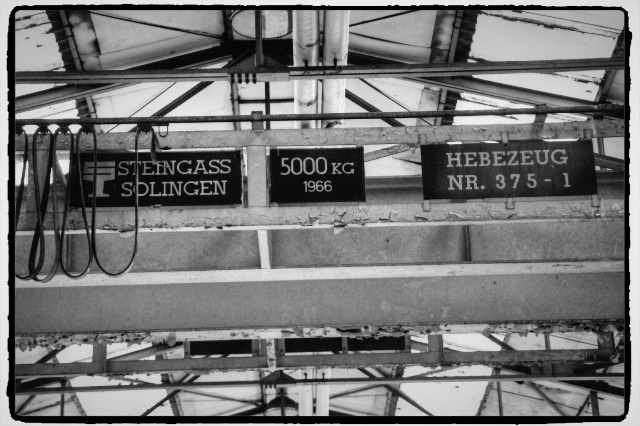 STEINGASS
SOLINGEN
5000 KG
1966
HEBEZEUG
NR. 375-1